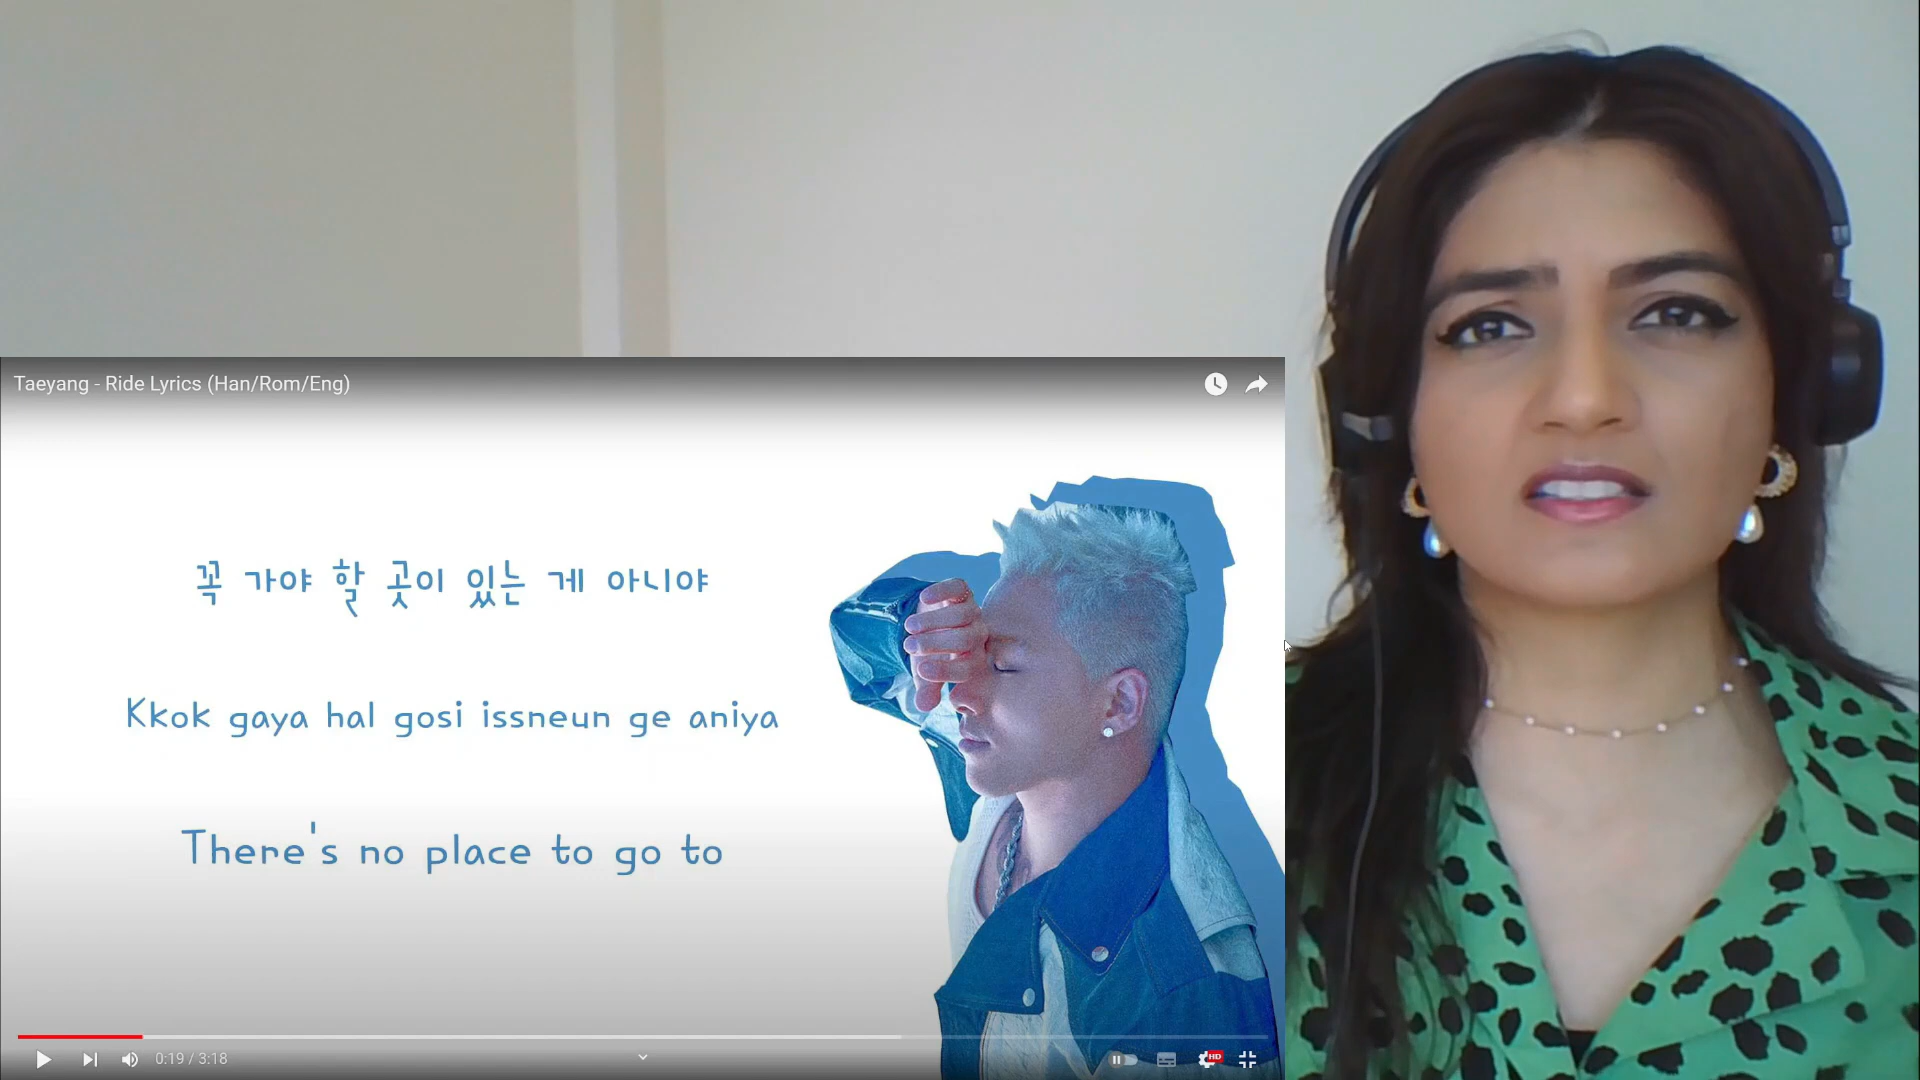 Taeyang - Ride Lyrics (Han/Rom/Eng)
꼭 가야 할 곳이 있는 게 아니야
Kkok gaya hal gosi issneun ge aniya
There's no place to go to
0:19 / 3:18
HD